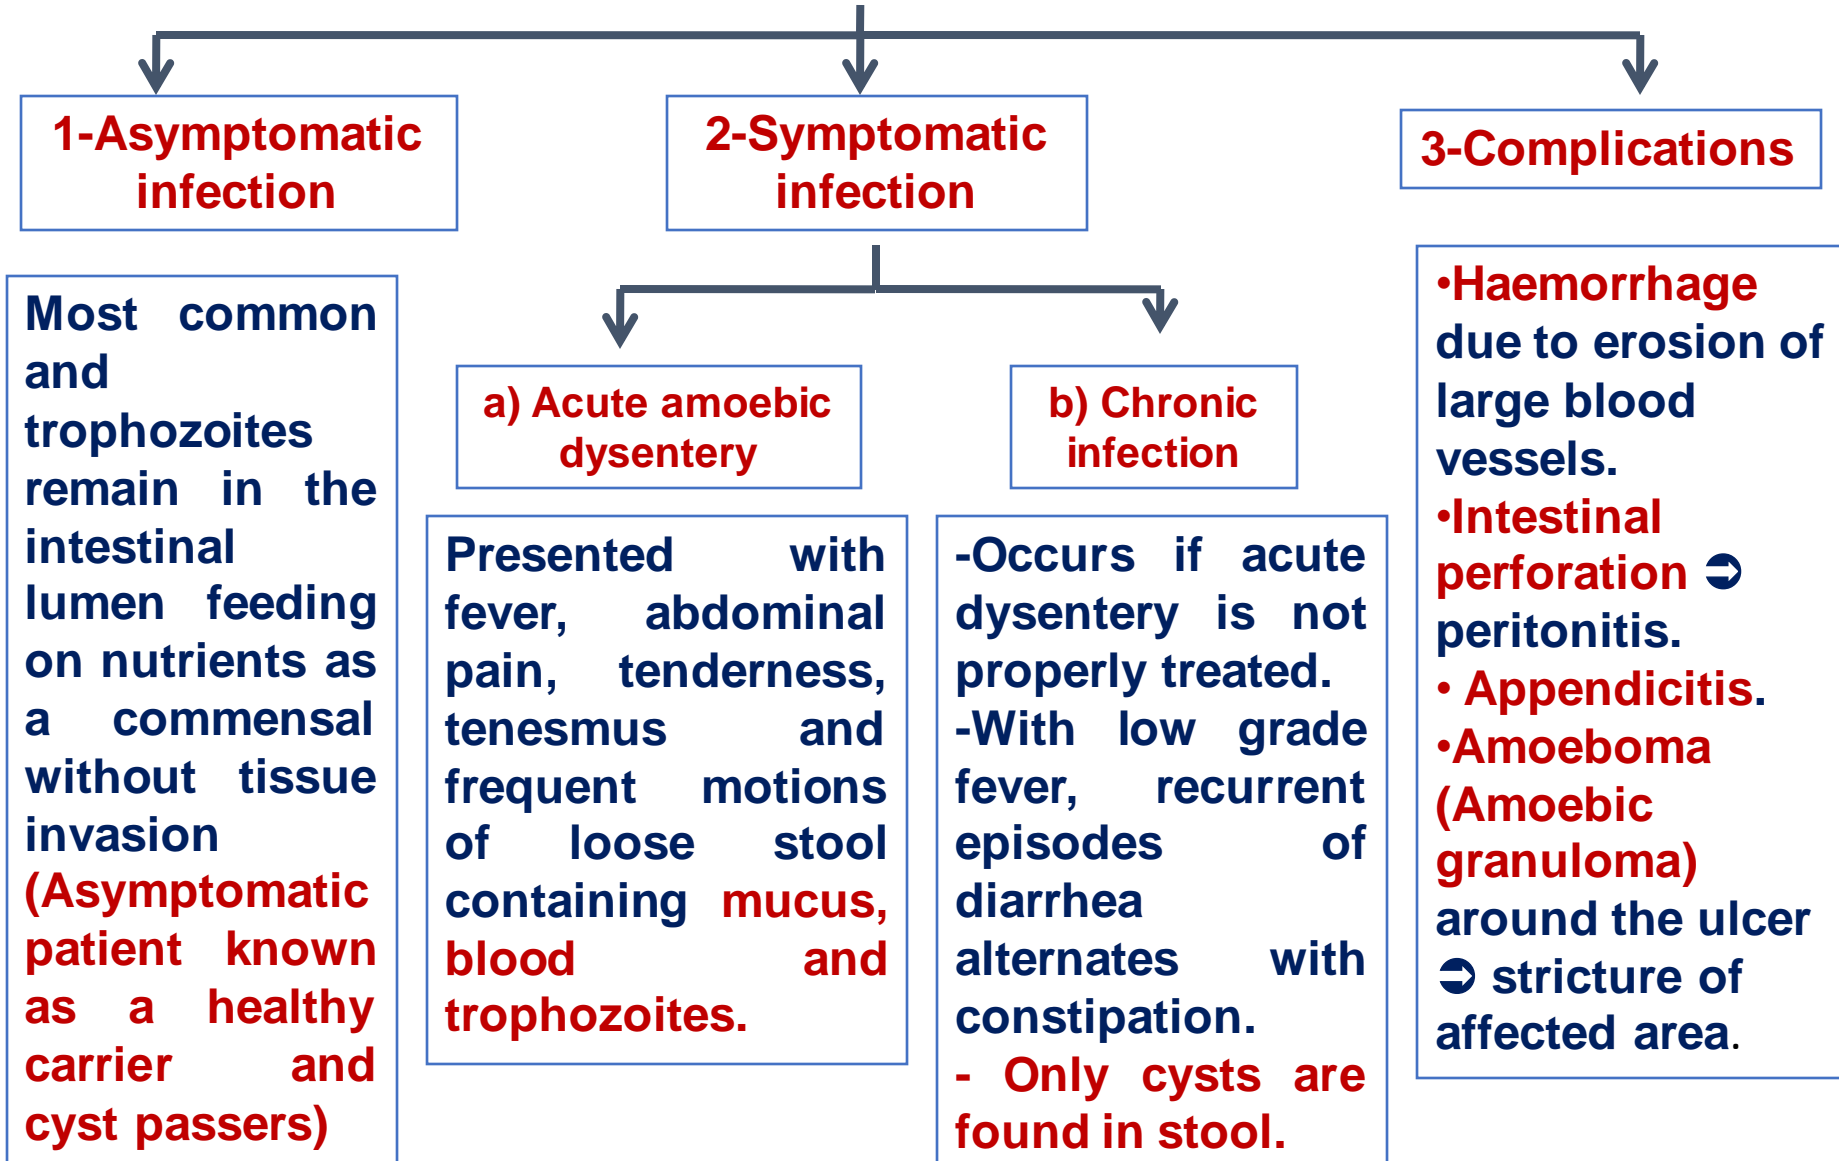 1-Asymptomatic
infection
Most common
and
trophozoites
remain in the
intestinal
lumen feeding
on nutrients as
a commensal
without tissue
invasion
(Asymptomatic
patient known
as a healthy
carrier and
cyst passers)
2-Symptomatic
infection
a) Acute amoebic
dysentery
Presented with
fever, abdominal
pain, tenderness,
tenesmus and
frequent motions
of loose stool
containing mucus,
blood and
trophozoites.
b) Chronic
infection
-Occurs if acute
dysentery is not
properly treated.
-With low grade
fever, recurrent
episodes of
diarrhea
alternates with
constipation.
- Only cysts are
found in stool.
3-Complications
•Haemorrhage
due to erosion of
large blood
vessels.
•Intestinal
perforation ➲
peritonitis.
• Appendicitis.
•Amoeboma
(Amoebic
granuloma)
around the ulcer
➲ stricture of
affected area.